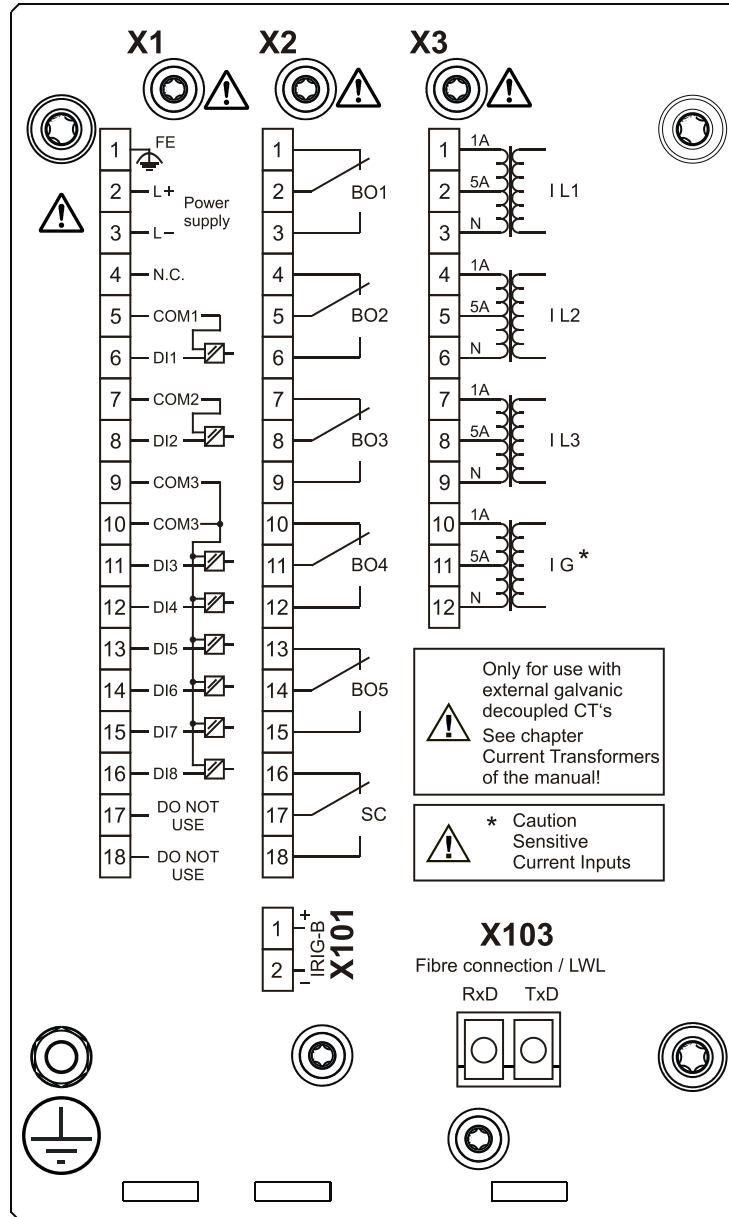 X1
X2
X3
1 FE
2 L+
Power
supply
3 L–
4 N.C.
5 COM1
6 DI1
7 COM2
8 DI2
9 COM3
10 COM3
11 DI3
12 DI4
13 DI5
14 DI6
15 DI7
16 DI8
17 DO NOT
USE
18 DO NOT
USE
1
2 BO1
3
4
5 BO2
6
7
8 BO3
9
10
11 BO4
12
13
14 BO5
15
16
17 SC
18
1 1A
2 5A I L1
3 N
4 1A
5 5A I L2
6 N
7 1A
8 5A I L3
9 N
10 1A
11 5A I G*
12 N
Only for use with
external galvanic
decoupled CT‘s
See chapter
Current Transformers
of the manual!
* Caution
Sensitive
Current Inputs
1 +
2 –
IRIG-B
X101
X103
Fibre connection / LWL
RxD TxD